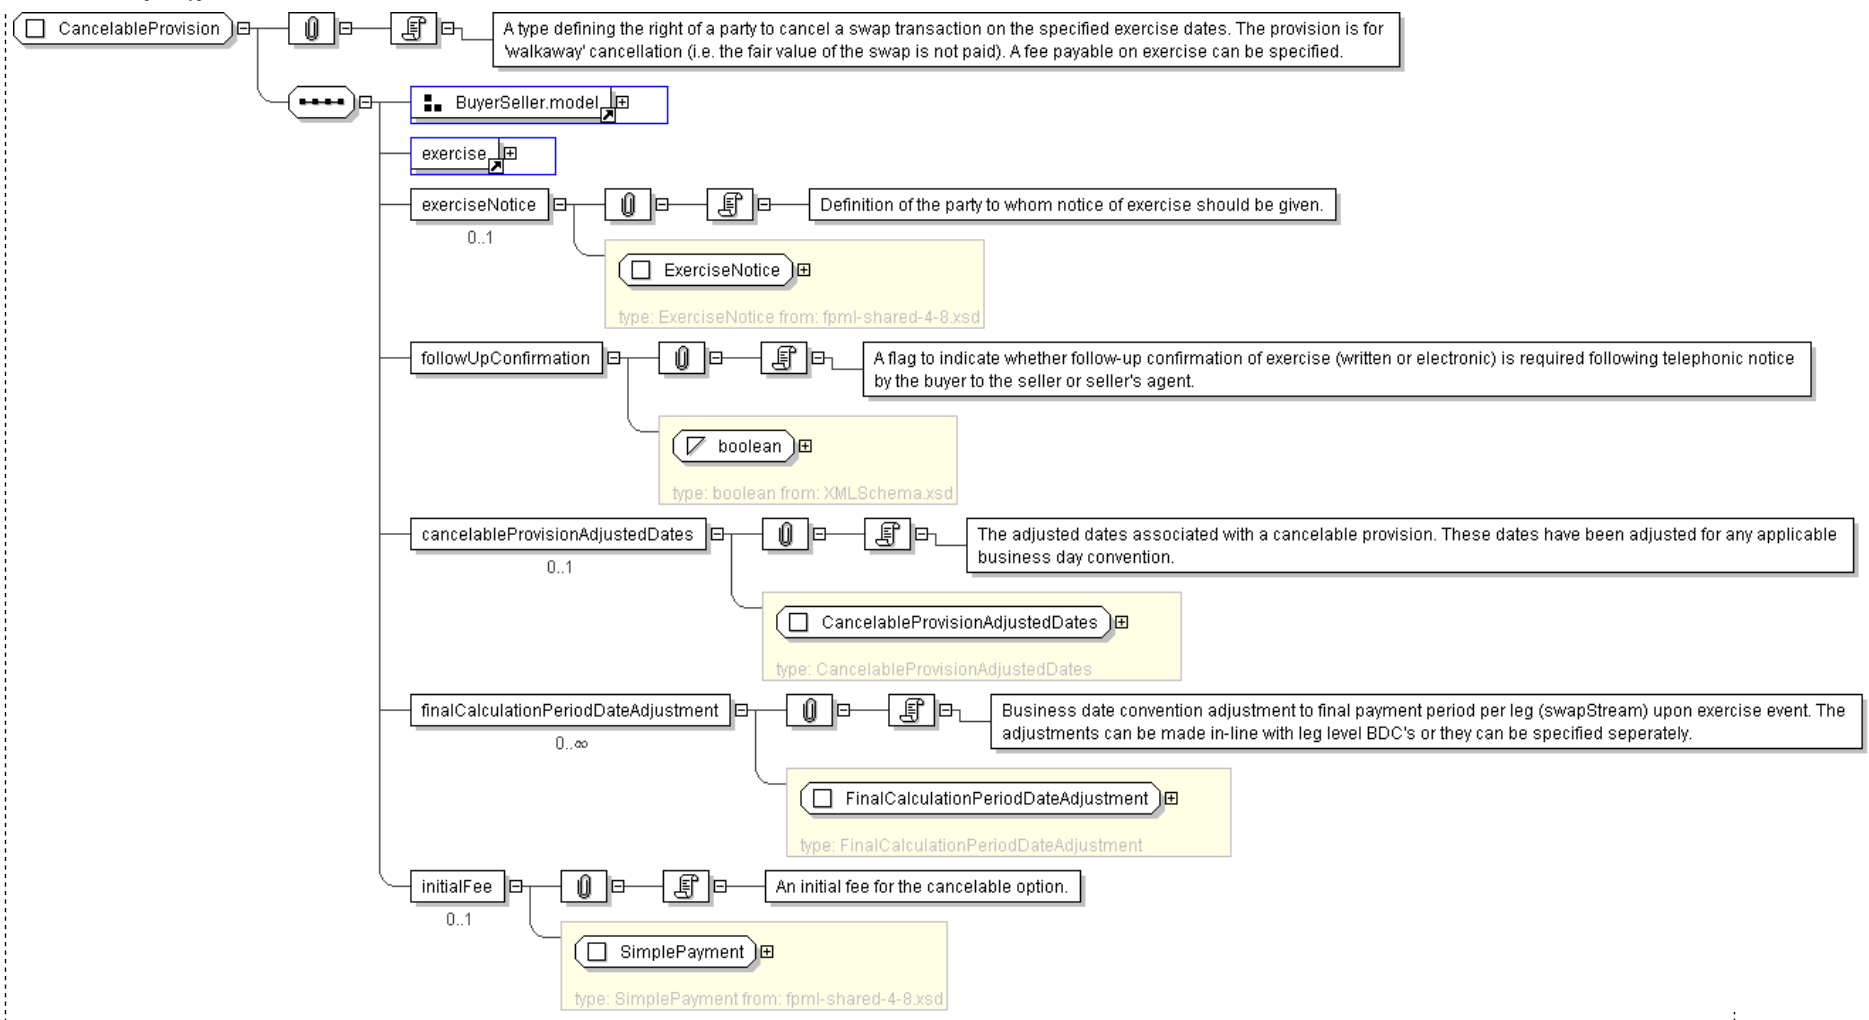 CancelableProvision
A type defining the right of a party to cancel a swap transaction on the specified exercise dates. The provision is for
'walkaway' cancellation (i.e. the fair value of the swap is not paid). A fee payable on exercise can be specified.
BuyerSeller.model
exercise
exerciseNotice
0..1
Definition of the party to whom notice of exercise should be given.
ExerciseNotice
type: ExerciseNotice from: fpml-shared-4-8.xsd
followUpConfirmation
A flag to indicate whether follow-up confirmation of exercise (written or electronic) is required following telephonic notice
by the buyer to the seller or seller's agent.
boolean
type: boolean from: XMLSchema.xsd
cancelableProvisionAdjustedDates
0..1
The adjusted dates associated with a cancelable provision. These dates have been adjusted for any applicable
business day convention.
CancelableProvisionAdjustedDates
type: CancelableProvisionAdjustedDates
finalCalculationPeriodDateAdjustment
0..∞
Business date convention adjustment to final payment period per leg (swapStream) upon exercise event. The
adjustments can be made in-line with leg level BDC's or they can be specified seperately.
FinalCalculationPeriodDateAdjustment
type: FinalCalculationPeriodDateAdjustment
initialFee
0..1
An initial fee for the cancelable option.
SimplePayment
type: SimplePayment from: fpml-shared-4-8.xsd